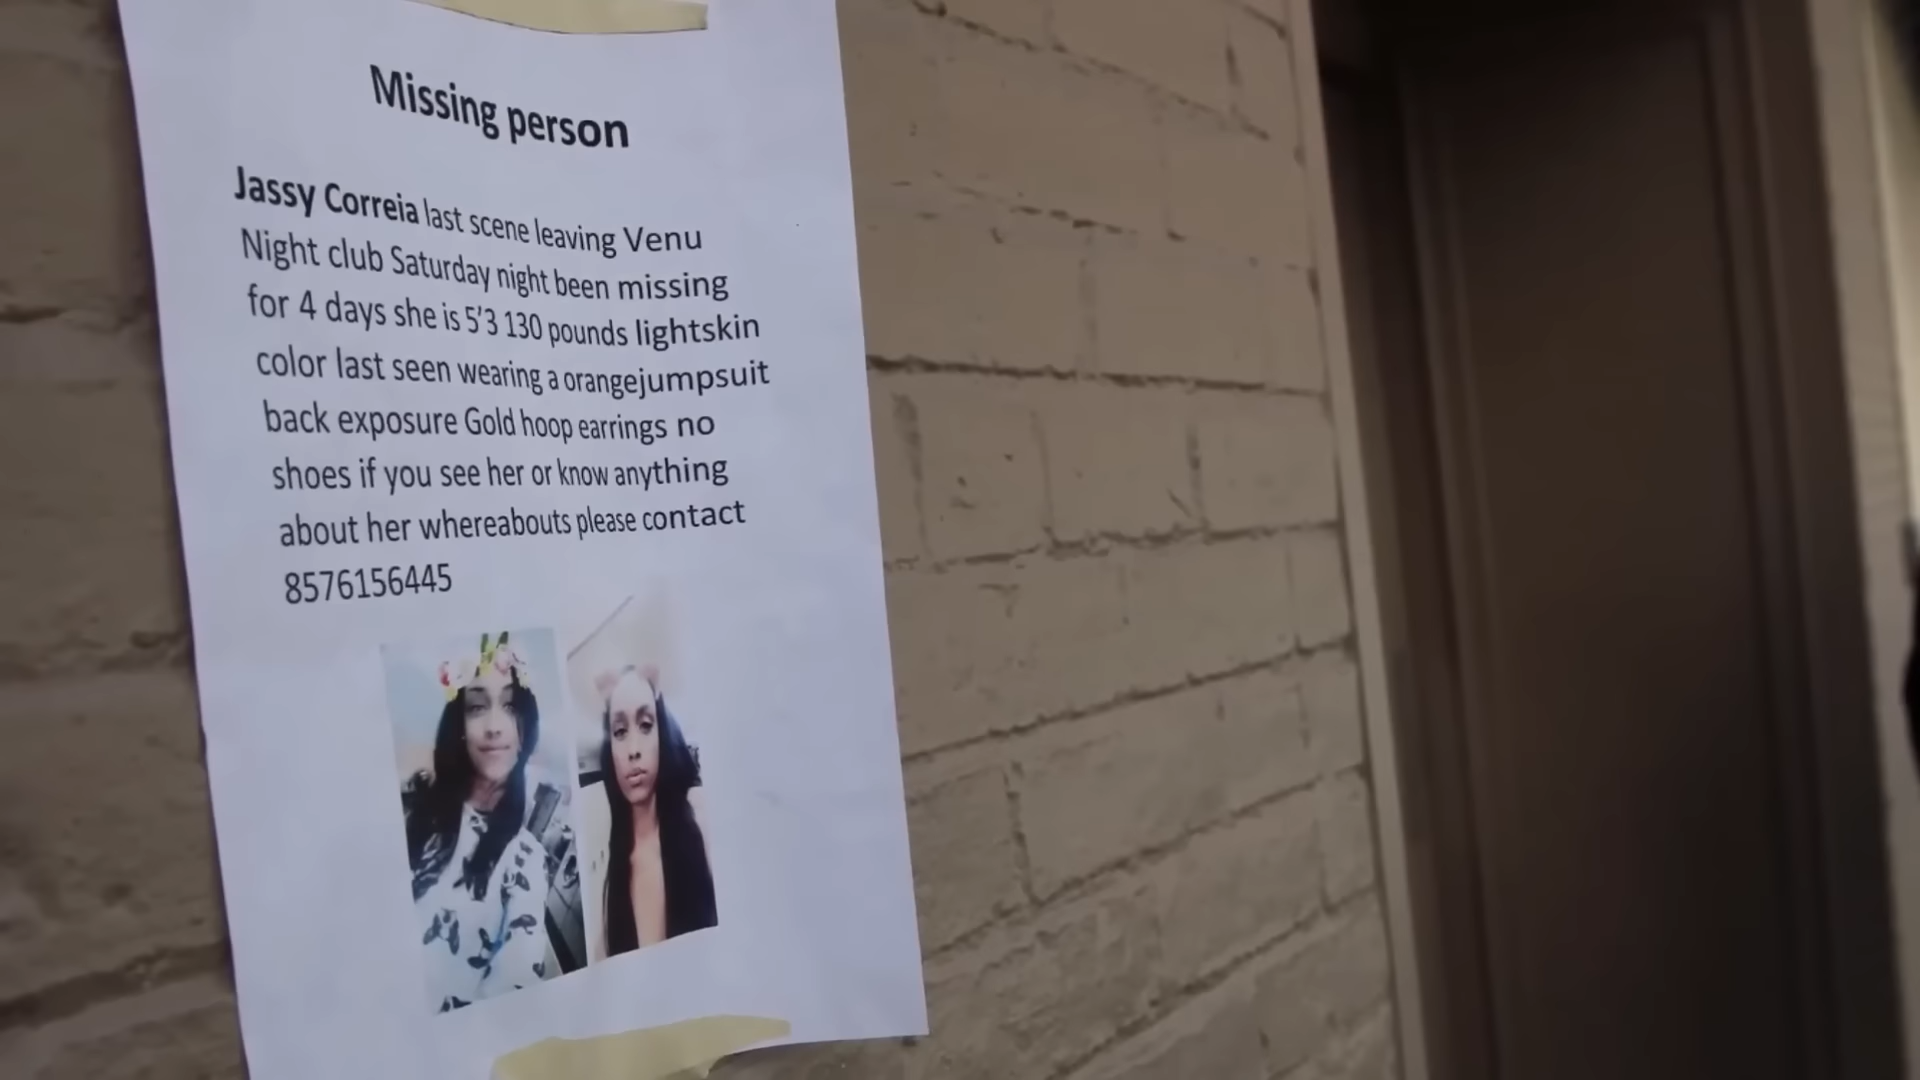 Missing person
Jassy Correia last scene leaving Venu
Night club Saturday night been missing
for 4 days she is 5'3 130 pounds lightskin
color last seen wearing a orangejumpsuit
back exposure Gold hoop earrings no
shoes if you see her or know anything
about her whereabouts please contact
8576156445